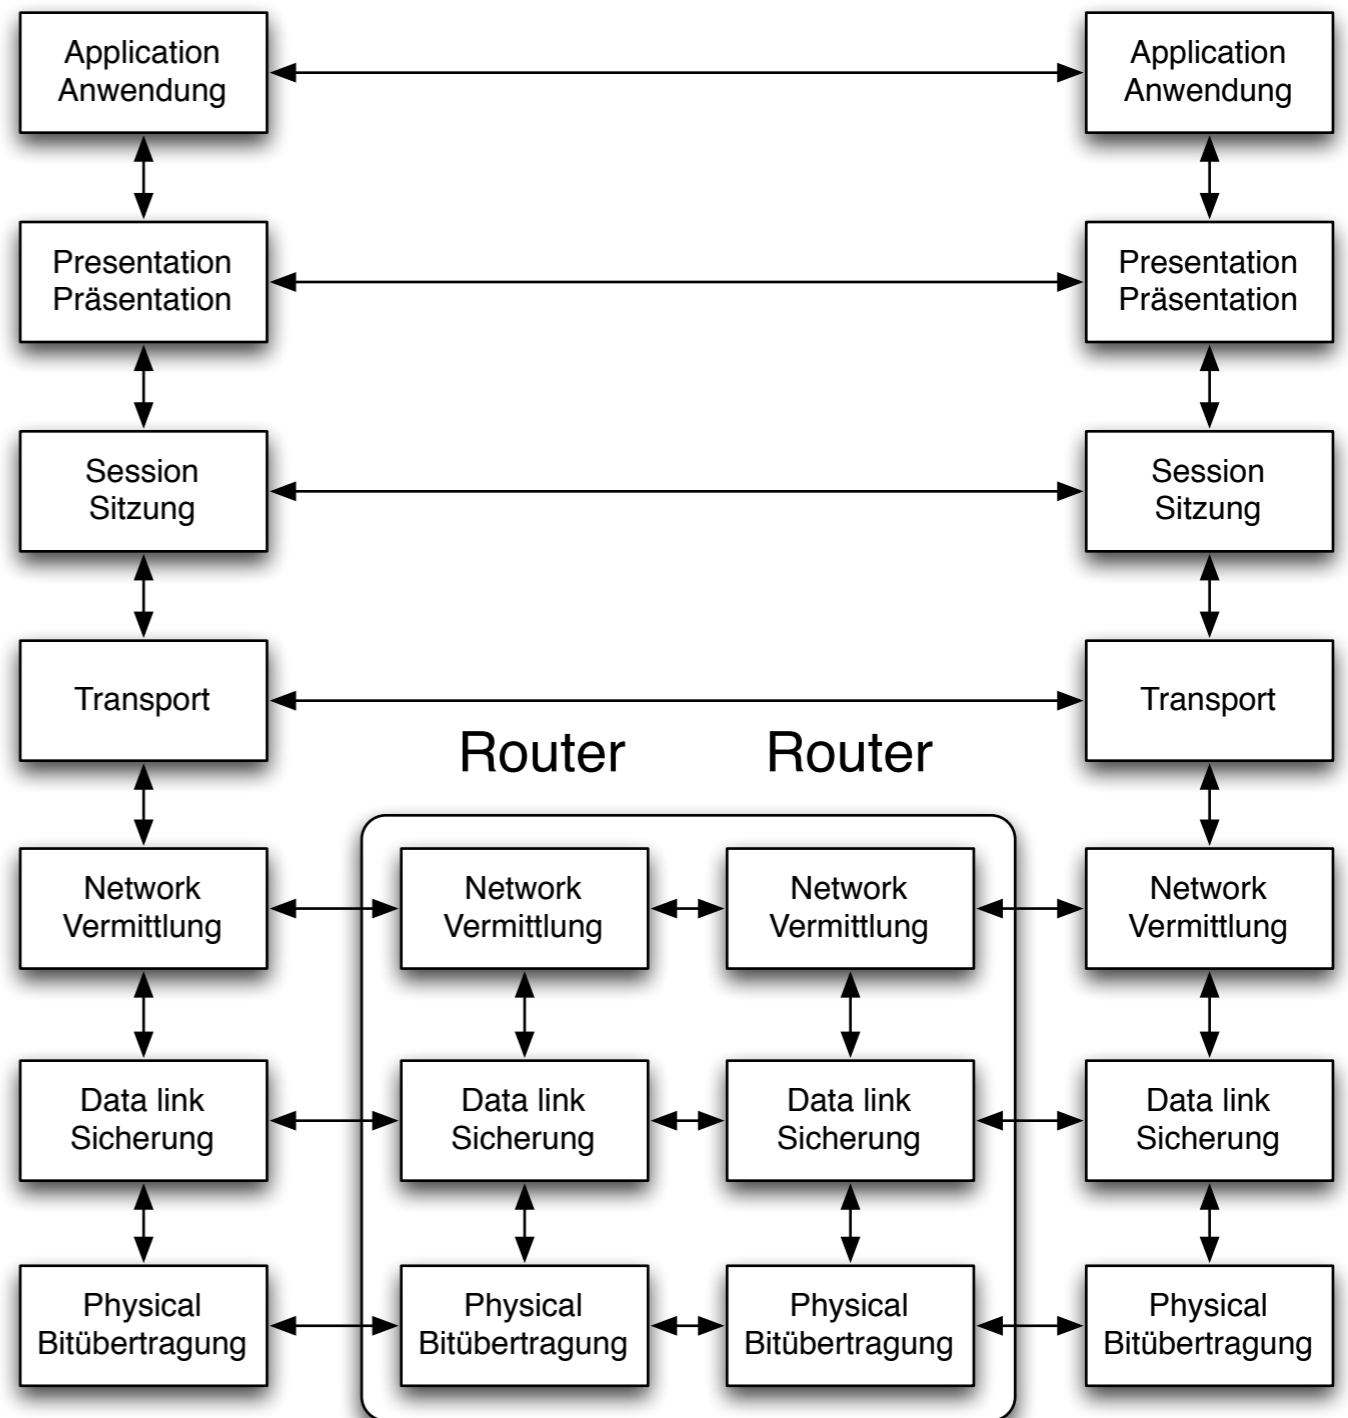 Application
Anwendung
Application
Anwendung
Presentation
Präsentation
Presentation
Präsentation
Session
Sitzung
Session
Sitzung
Transport
Transport
Router
Router
Network
Vermittlung
Network
Vermittlung
Network
Vermittlung
Network
Vermittlung
Data link
Sicherung
Data link
Sicherung
Data link
Sicherung
Data link
Sicherung
Physical
Bitübertragung
Physical
Bitübertragung
Physical
Bitübertragung
Physical
Bitübertragung